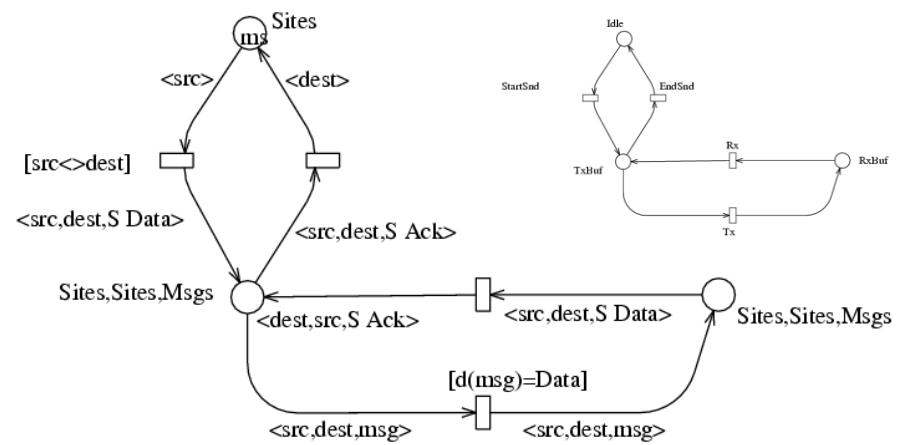 Sites
ms
<src>
<dest>
[src<>dest]
<src,dest,S Data>
<src,dest,S Ack>
Sites,Sites,Msgs
<dest,src,S Ack>
<src,dest,S Data>
Sites,Sites,Msgs
[d(msg)=Data]
<src,dest,msg>
<src,dest,msg>
Idle
StartSnd
EndSnd
TxBuf
Rx
RxBuf
Tx